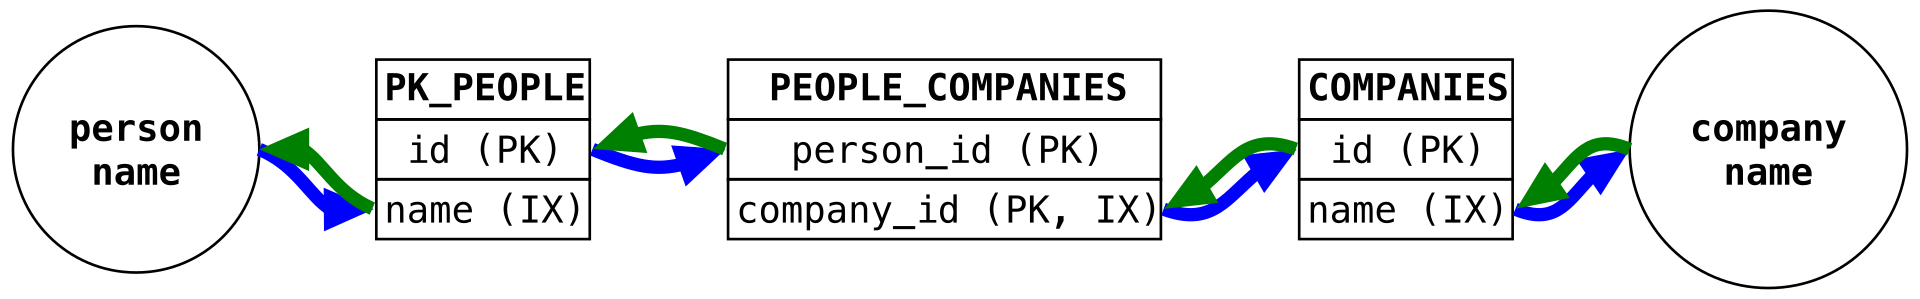 person
name
PK_PEOPLE
id (PK)
name (IX)
PEOPLE_COMPANIES
person_id (PK)
company_id (PK, IX)
COMPANIES
id (PK)
name (IX)
company
name